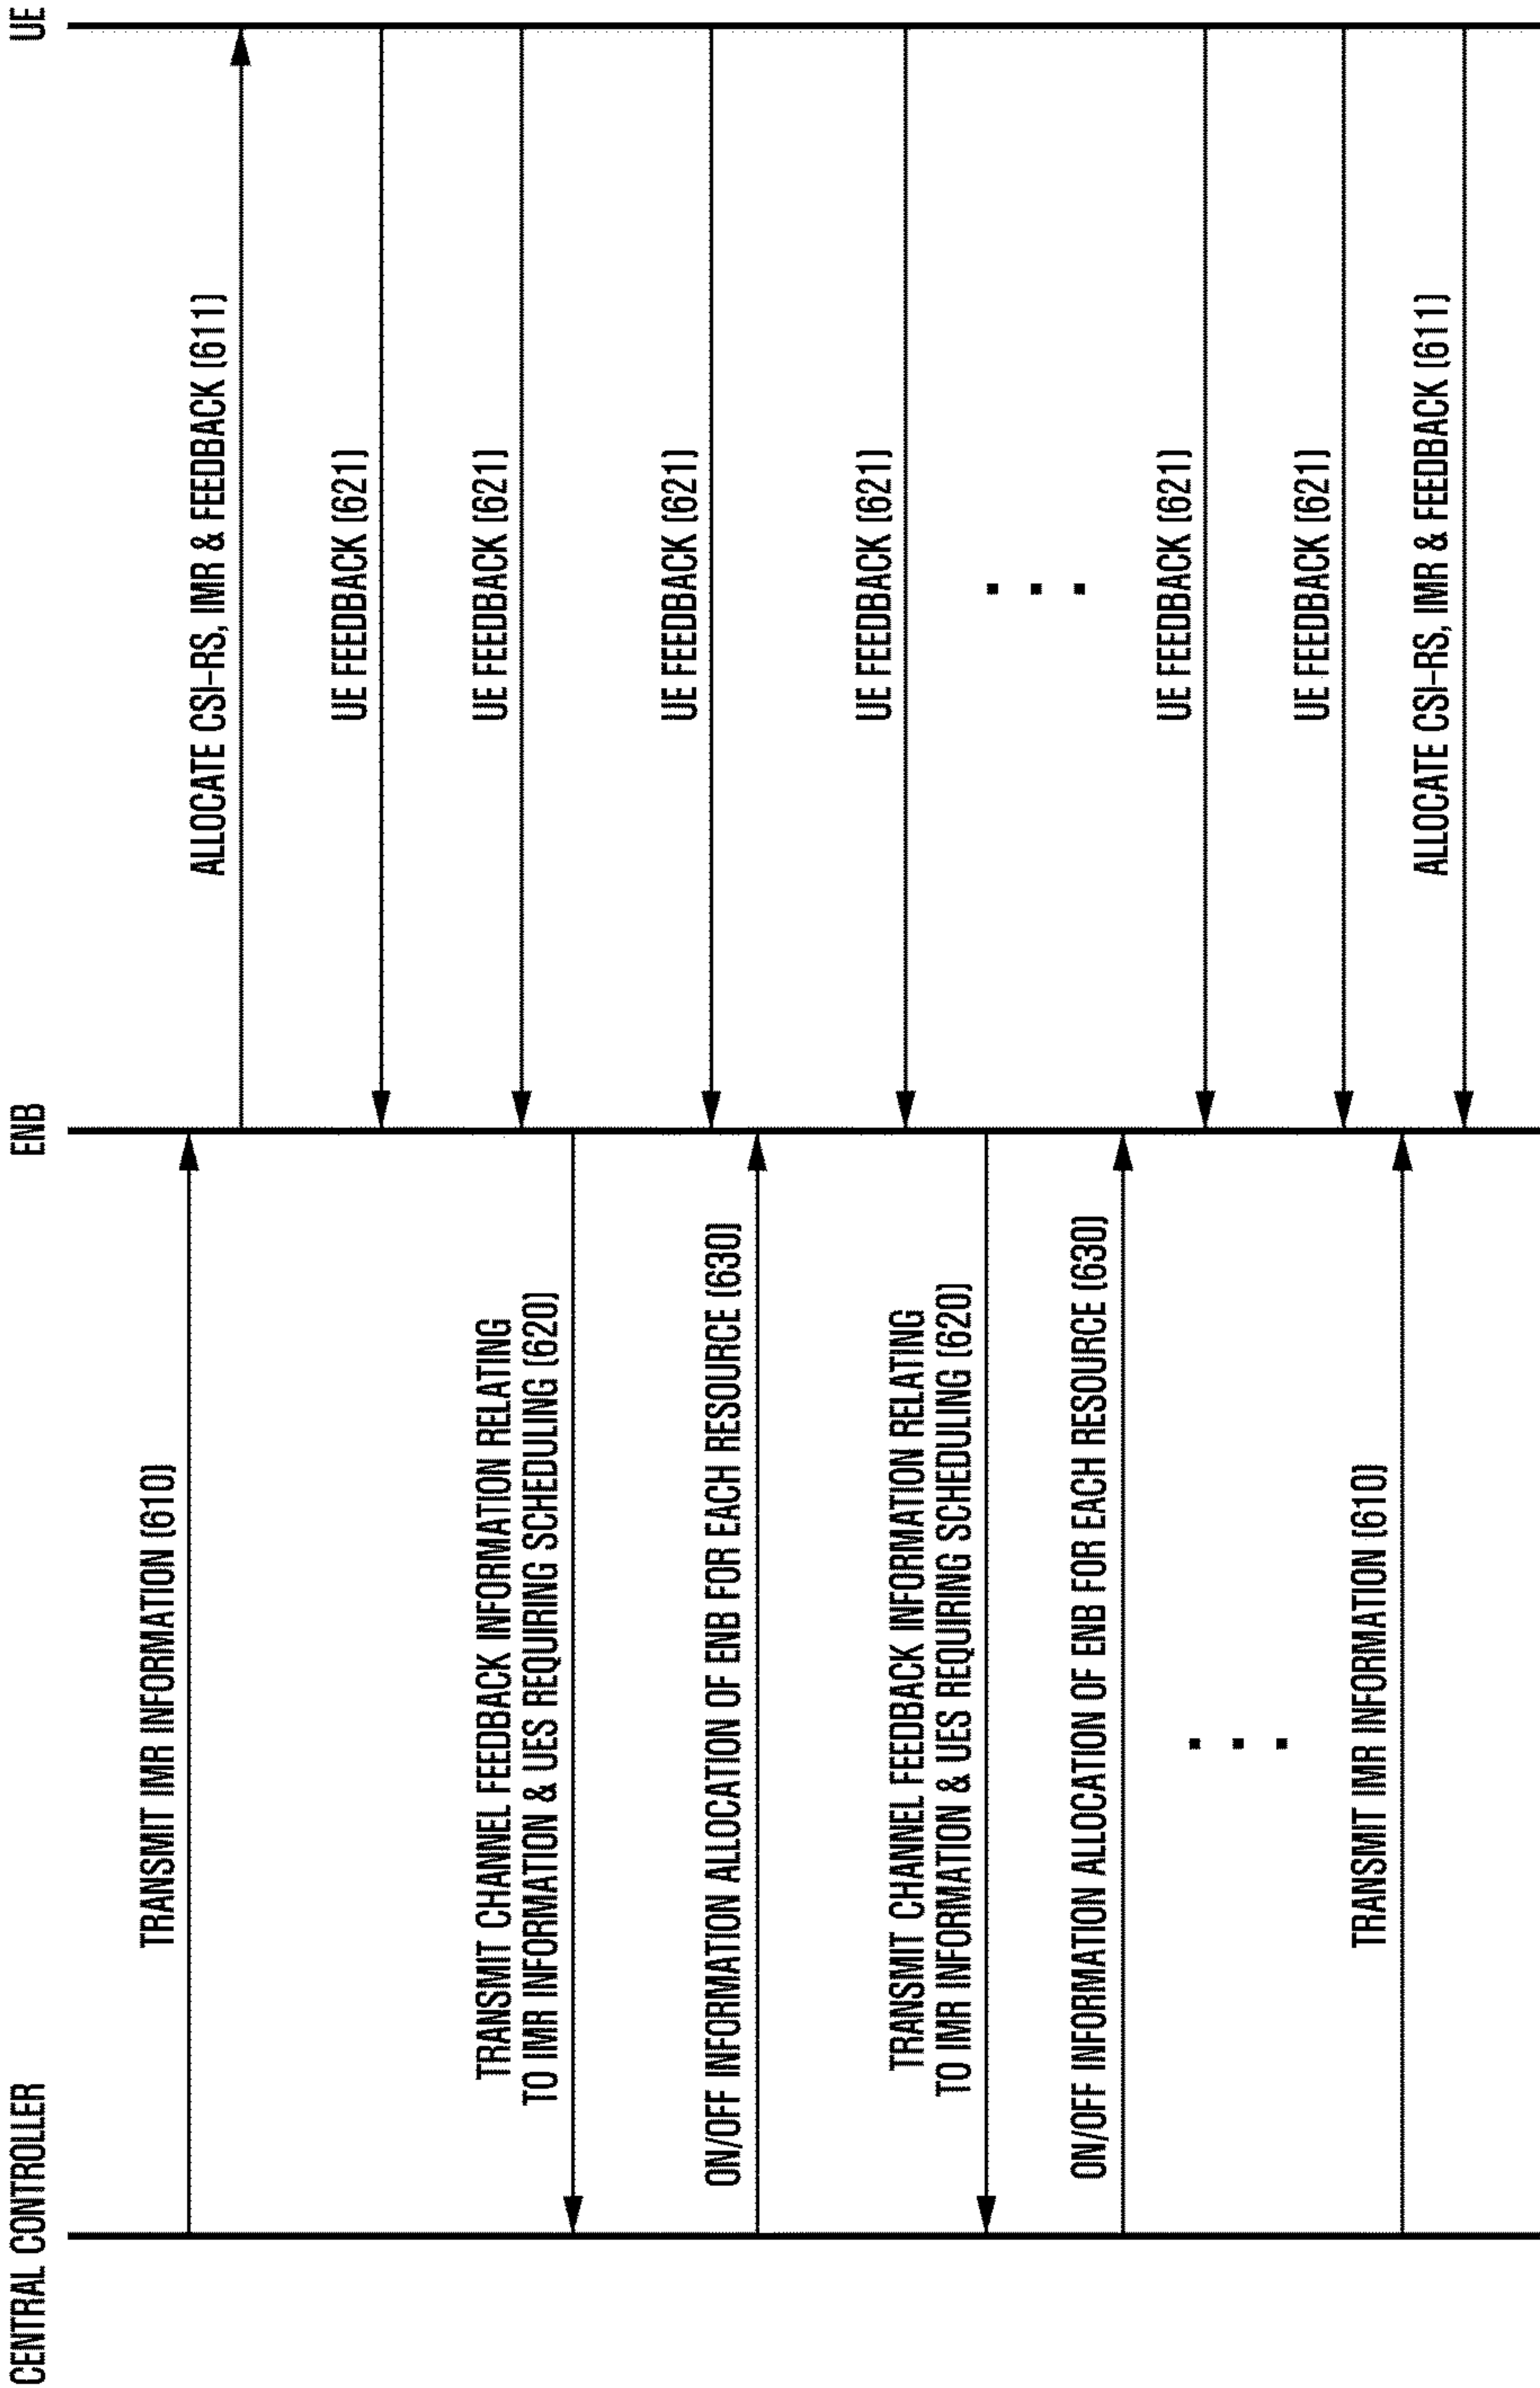 CENTRAL CONTROLLER
ENB
UE
TRANSMIT IMR INFORMATION (610)
ALLOCATE CSI-RS, IMR & FEEDBACK (611)
UE FEEDBACK (621)
UE FEEDBACK (621)
TRANSMIT CHANNEL FEEDBACK INFORMATION RELATING
TO IMR INFORMATION & UES REQUIRING SCHEDULING (620)
UE FEEDBACK (621)
ON/OFF INFORMATION ALLOCATION OF ENB FOR EACH RESOURCE (630)
UE FEEDBACK (621)
TRANSMIT CHANNEL FEEDBACK INFORMATION RELATING
TO IMR INFORMATION & UES REQUIRING SCHEDULING (620)
ON/OFF INFORMATION ALLOCATION OF ENB FOR EACH RESOURCE (630)
UE FEEDBACK (621)
UE FEEDBACK (621)
TRANSMIT IMR INFORMATION (610)
ALLOCATE CSI-RS, IMR & FEEDBACK (611)